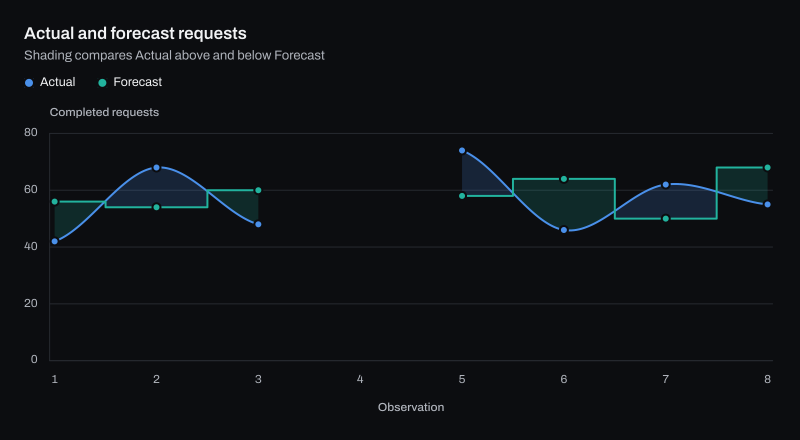 Actual and forecast requests
Shading compares Actual above and below Forecast
Actual Forecast
Completed requests
80
60
40
20
0
1 2 3 4 5 6 7 8
Observation